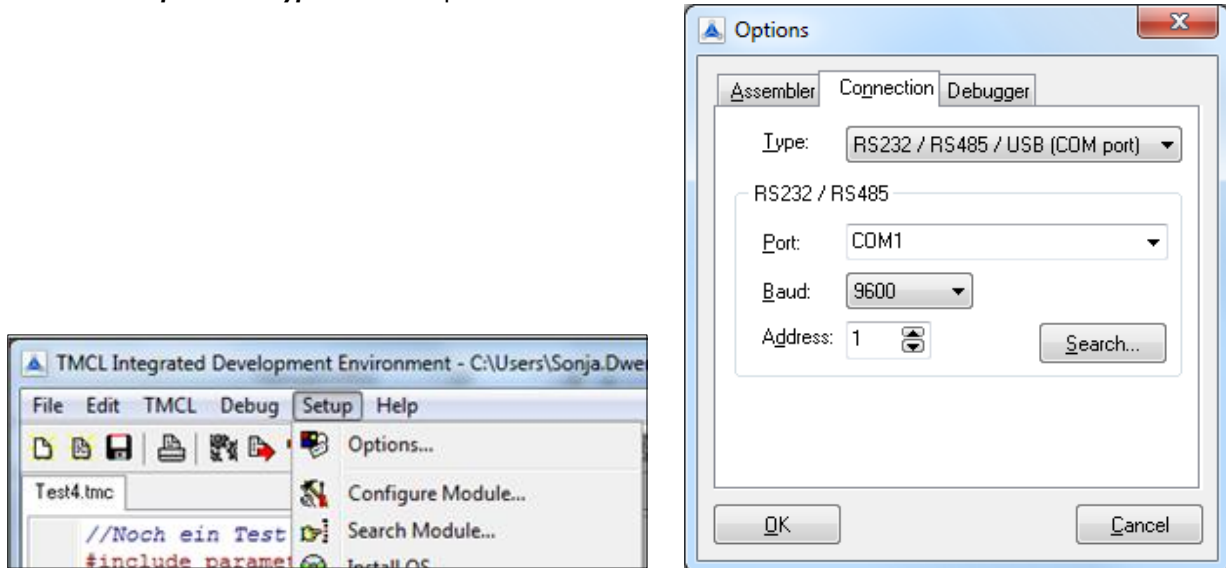 Options
Assembler Connection Debugger
Type: RS232 / RS485 / USB (COM port)
RS232 / RS485
Port: COM1
Baud: 9600
Address: 1 Search...
OK Cancel
TMCL Integrated Development Environment - C:\Users\Sonja.Dwe
File Edit TMCL Debug Setup Help
Options...
Test4.tmc
Configure Module...
//Noch ein Test
Search Module...
#include paramet
Install OS